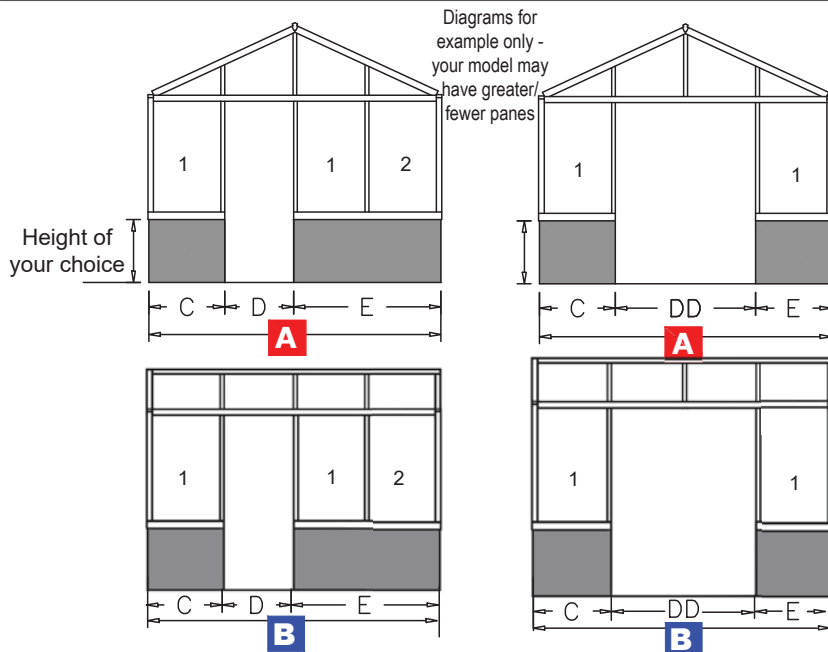 Diagrams for
example only -
your model may
have greater/
fewer panes
1 1 2
1 1
Height of
your choice
C D E
A
C DD E
A
1 1 2
1 1
C D E
B
C DD E
B